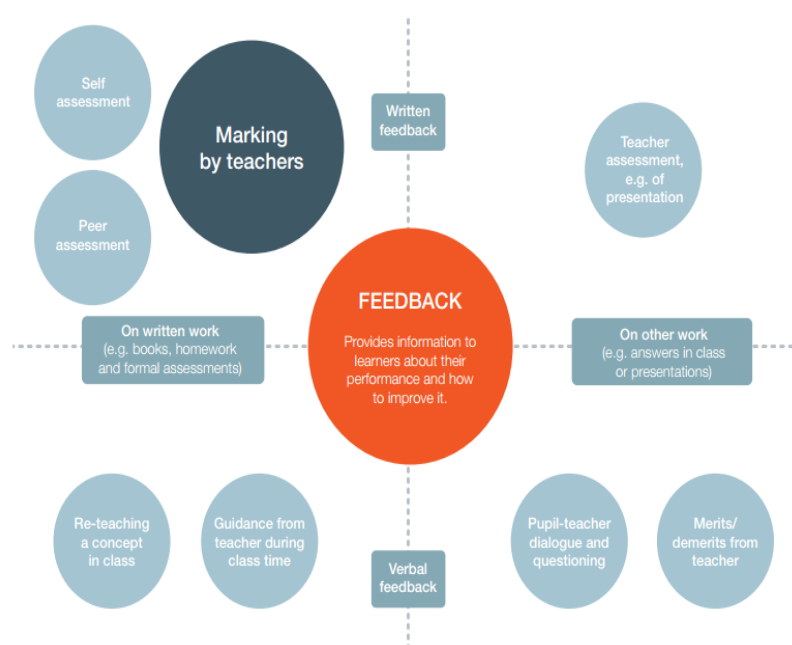 Self
assessment
Marking
by teachers
Written
feedback
Teacher
assessment,
e.g. of
presentation
Peer
assessment
FEEDBACK
Provides information to
learners about their
performance and how
to improve it.
On written work
(e.g. books, homework
and formal assessments)
On other work
(e.g. answers in class
or presentations)
Re-teaching
a concept
in class
Guidance from
teacher during
class time
Verbal
feedback
Pupil-teacher
dialogue and
questioning
Merits/
demerits from
teacher